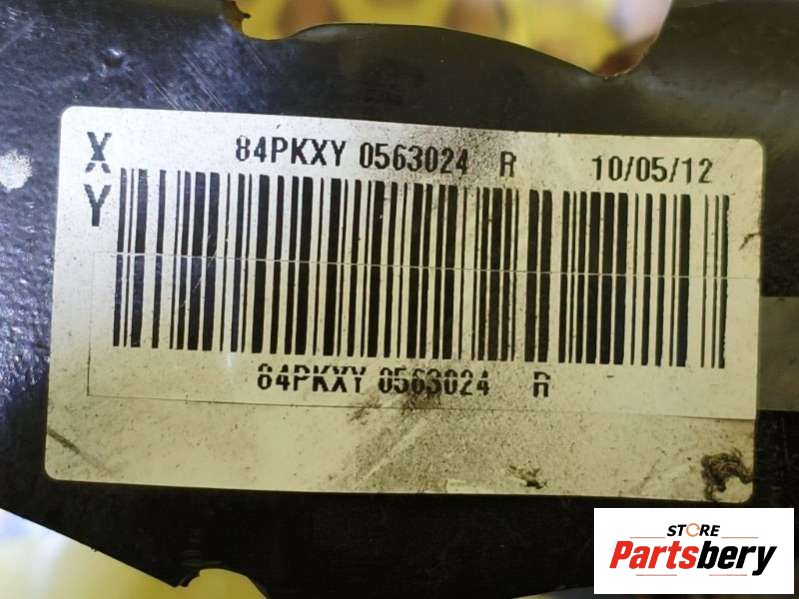 X 84PKXY 0563024 R 10/05/12
Y
84PKXY 0563024 R
STORE
Partsbery